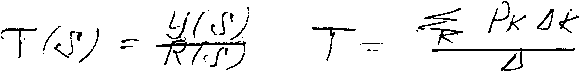 T(s) = y(s)/R(s) T = Σ_K P_K Δ_K / Δ